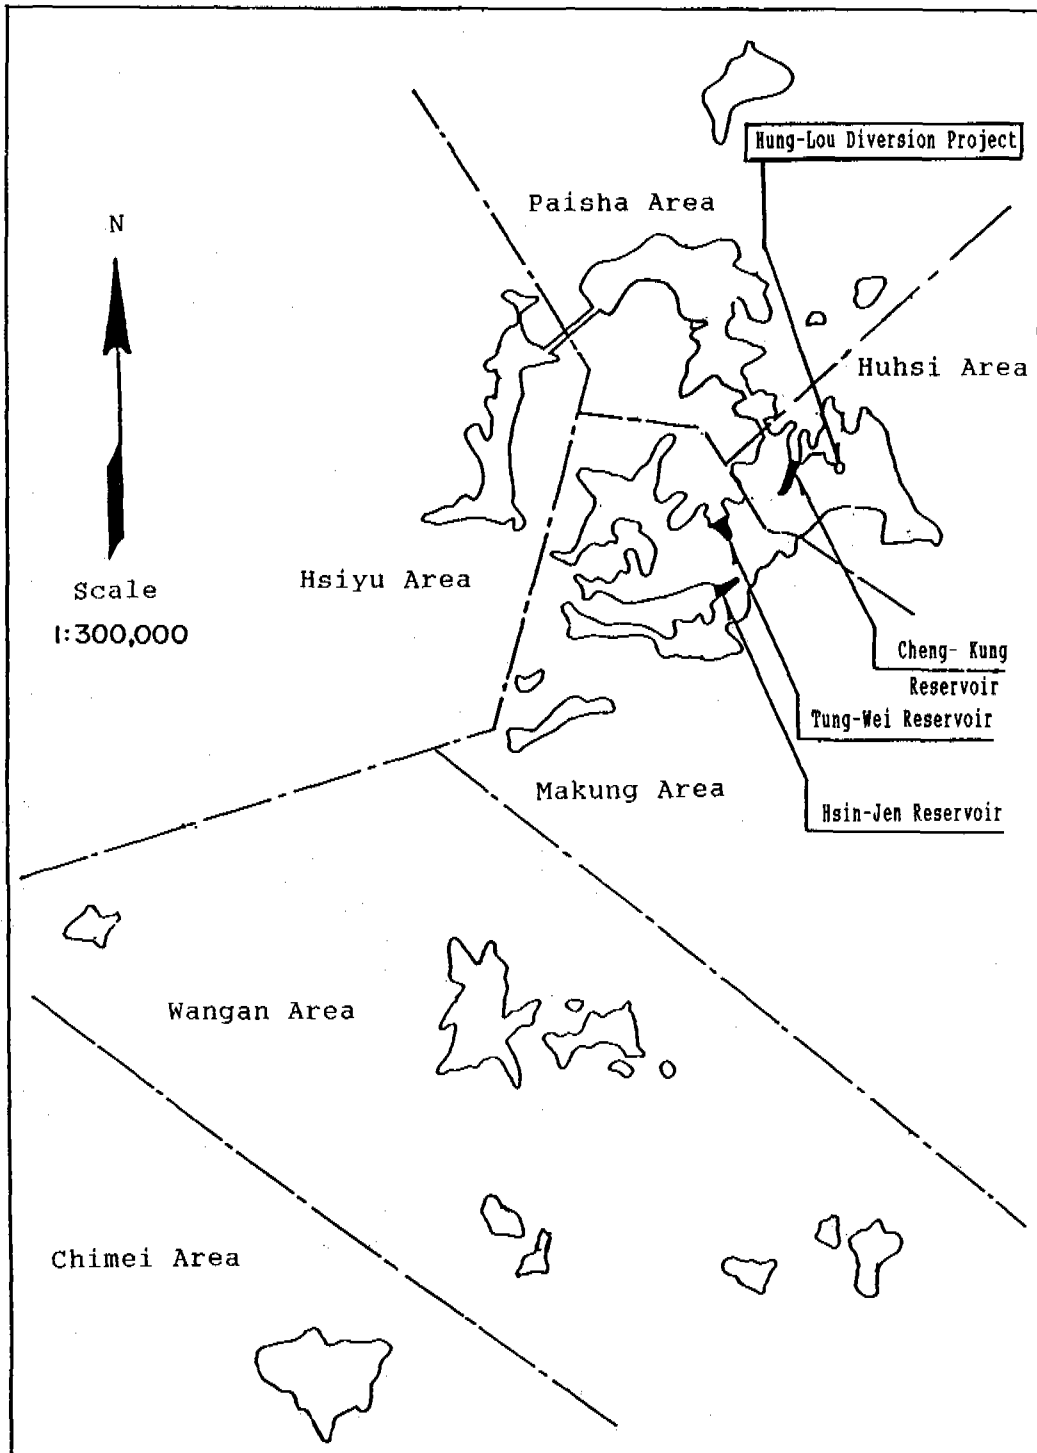 Hung-Lou Diversion Project
Paisha Area
N
Huhsi Area
Hsiyu Area
Scale
1:300,000
Cheng- Kung
Reservoir
Tung-Wei Reservoir
Makung Area
Hsin-Jen Reservoir
Wangan Area
Chimei Area